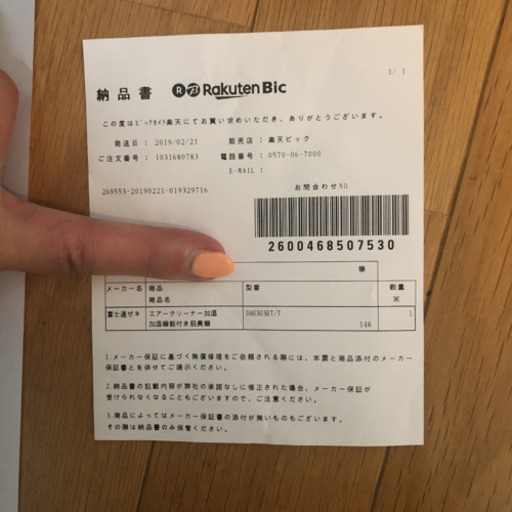 1/ 1
納品書 R B Rakuten Bic
この度はﾋﾞｯｸｶﾒﾗ楽天にてお買い求めいただき、ありがとうございます。
発送日 : 2019/02/21 販売店 : 楽天ビック
ご注文番号 : 1031680783 電話番号 : 0570-06-7000
E-MAIL :
269553-20190221-019329716 お問合わせNO
2600468507530
様
メーカー名 商品 型番 数量
商品名 ※
富士通ゼネ エアークリーナー加湿 DAS303ET/T 1
加湿機能付き脱臭機 148
1.メーカー保証に基づく無償修理をご依頼される際には、本票と商品添付のメーカー
保証書とを併せてご提示ください。
2.納品書の記載内容が弊社の承諾なしに修正された場合、メーカー保証が
受けられなくなることもございますので、ご注意ください。
3.商品によってはメーカー保証書の添付が無いものもございます。
その際は納品書のみ保管ください。